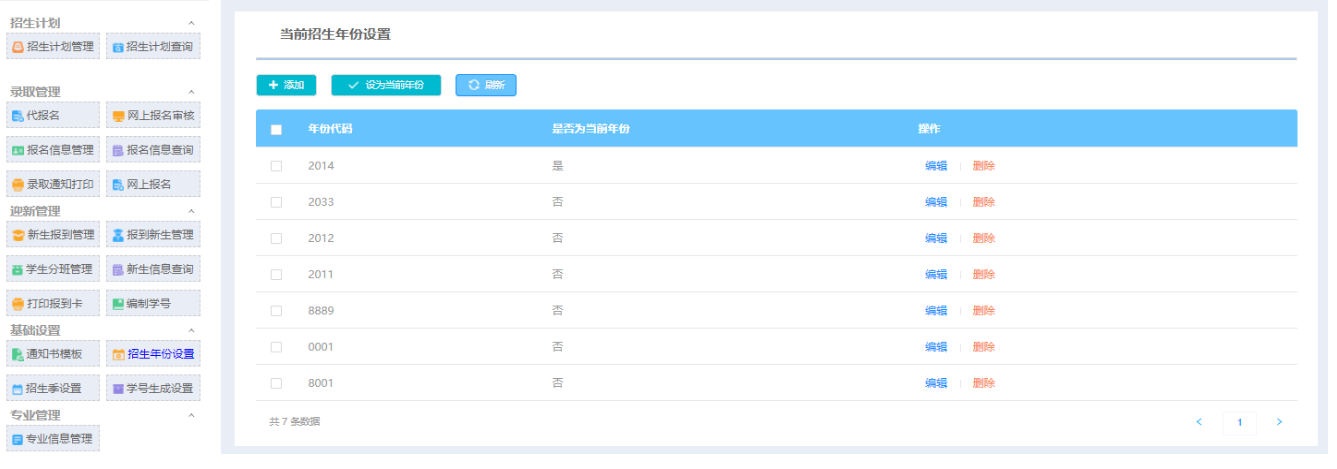 招生计划
招生计划管理 招生计划查询
录取管理
代报名 网上报名审核
报名信息管理 报名信息查询
录取通知打印 网上报名
迎新管理
新生报到管理 报到新生管理
学生分班管理 新生信息查询
打印报到卡 编制学号
基础设置
通知书模板 招生年份设置
招生季设置 学号生成设置
专业管理
专业信息管理
当前招生年份设置
添加 设为当前年份 刷新
年份代码 是否为当前年份 操作
2014 是 编辑 删除
2033 否 编辑 删除
2012 否 编辑 删除
2011 否 编辑 删除
8889 否 编辑 删除
0001 否 编辑 删除
8001 否 编辑 删除
共 7 条数据 < 1 >